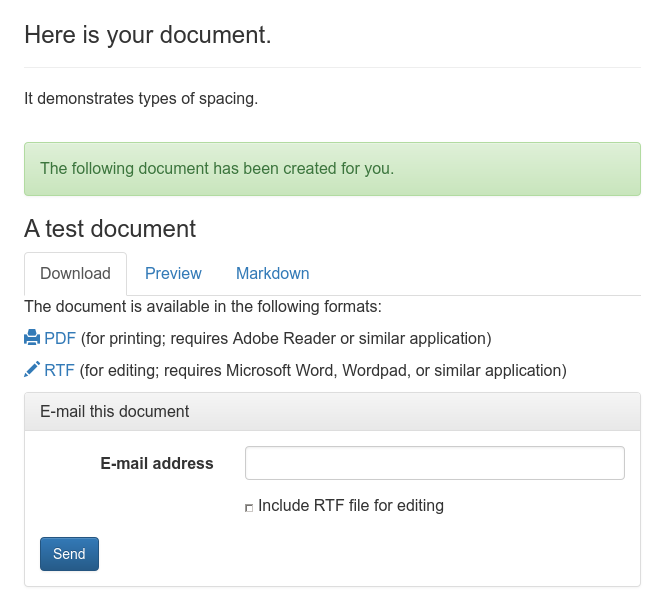 Here is your document.
It demonstrates types of spacing.
The following document has been created for you.
A test document
Download Preview Markdown
The document is available in the following formats:
PDF (for printing; requires Adobe Reader or similar application)
RTF (for editing; requires Microsoft Word, Wordpad, or similar application)
E-mail this document
E-mail address
Include RTF file for editing
Send